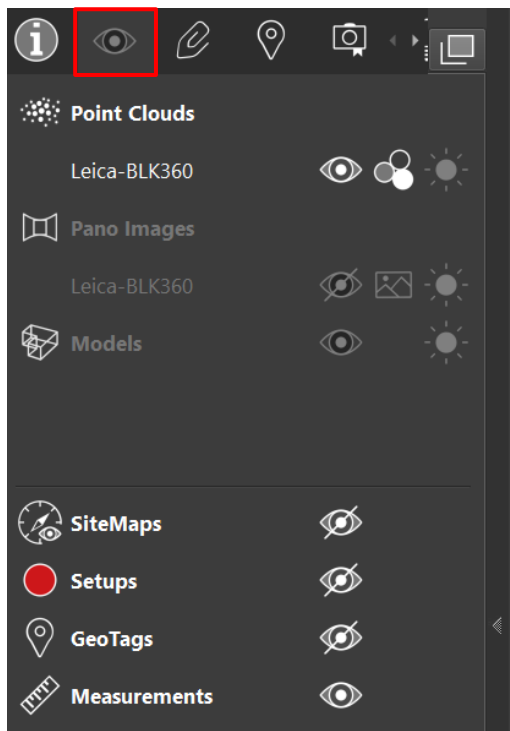 Point Clouds
Leica-BLK360
Pano Images
Leica-BLK360
Models
SiteMaps
Setups
GeoTags
Measurements